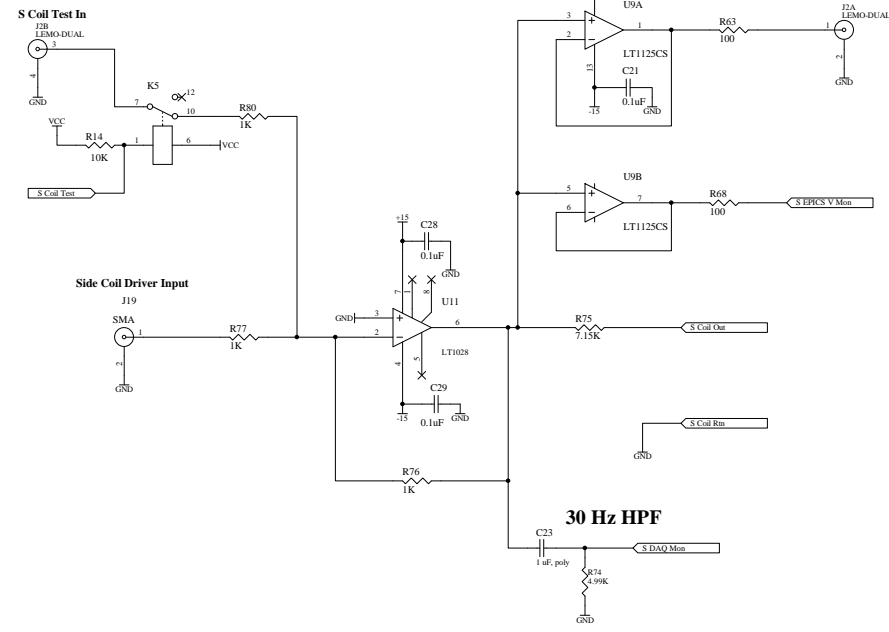 S Coil Test In
J2B
LEMO-DUAL
3
4
GND
K5
12
7
10
R80
1K
VCC
R14
10K
1
6
VCC
S Coil Test
U9A
3
2
1
LT1125CS
13
C21
-15
0.1uF
GND
R63
100
J2A
LEMO-DUAL
1
2
GND
U9B
5
6
7
LT1125CS
R68
100
S EPICS V Mon
Side Coil Driver Input
J19
SMA
1
2
GND
R77
1K
+15
C28
0.1uF
GND
7
1
8
U11
GND
3
2
6
LT1028
4
5
C29
-15
0.1uF
GND
R75
7.15K
S Coil Out
S Coil Rtn
GND
R76
1K
30 Hz HPF
C23
1 uF, poly
S DAQ Mon
R74
4.99K
GND